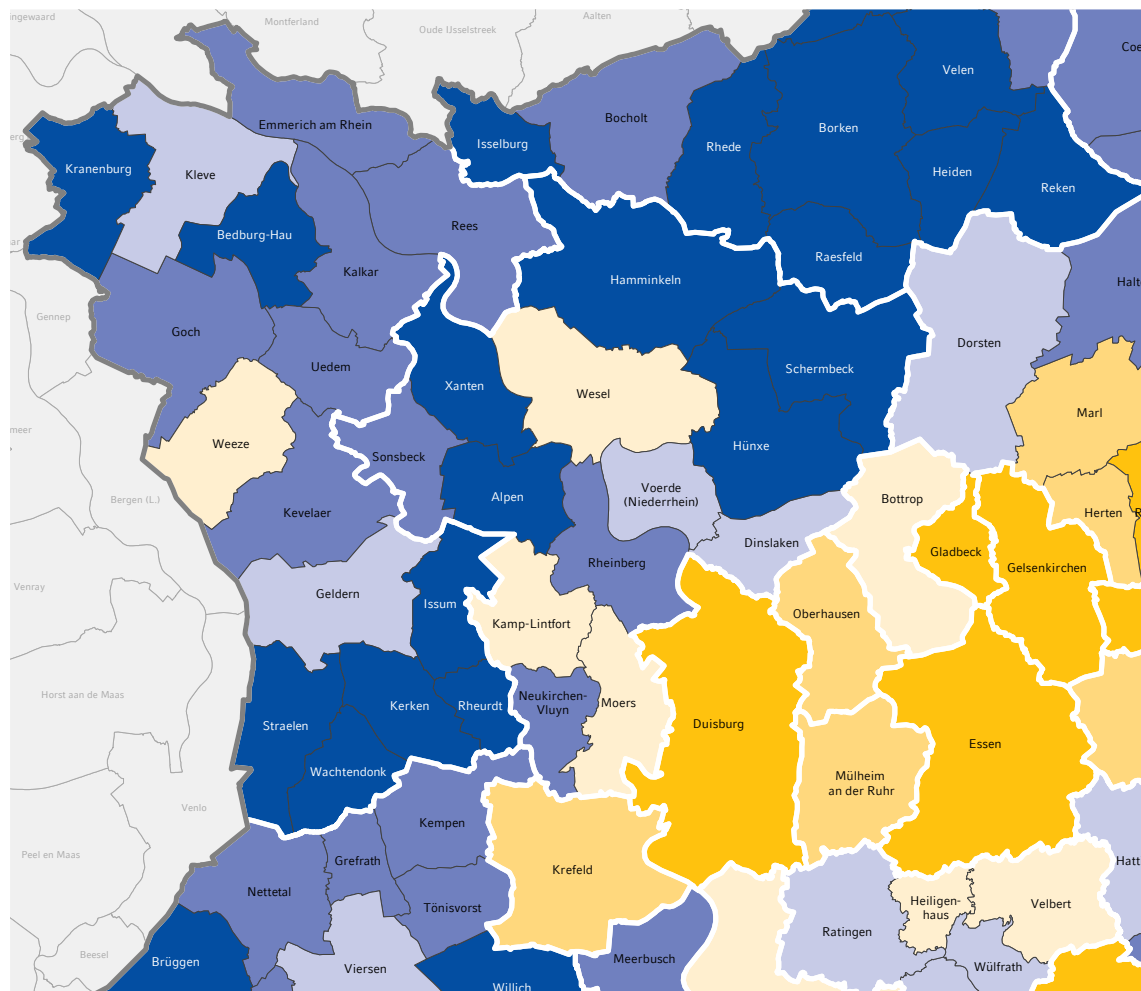 Montferland
Oude IJsselstreek
Aalten
Velen
Bocholt
Emmerich am Rhein
Borken
Isselburg
Rhede
Kranenburg
Kleve
Heiden
Reken
Rees
Bedburg-Hau
Raesfeld
Kalkar
Hamminkeln
Gennep
Goch
Dorsten
Uedem
Schermbeck
Xanten
Wesel
Marl
Weeze
Hünxe
Sonsbeck
Voerde
(Niederrhein)
Alpen
Bergen (L.)
Bottrop
Kevelaer
Herten
Dinslaken
Gladbeck
Rheinberg
Gelsenkirchen
Venray
Geldern
Issum
Oberhausen
Kamp-Lintfort
Horst aan de Maas
Neukirchen-
Vluyn
Moers
Kerken
Rheurdt
Straelen
Duisburg
Essen
Wachtendonk
Mülheim
an der Ruhr
Venlo
Kempen
Peel en Maas
Grefrath
Krefeld
Nettetal
Tönisvorst
Heiligen-
haus
Velbert
Ratingen
Beesel
Brüggen
Viersen
Meerbusch
Wülfrath
Willich